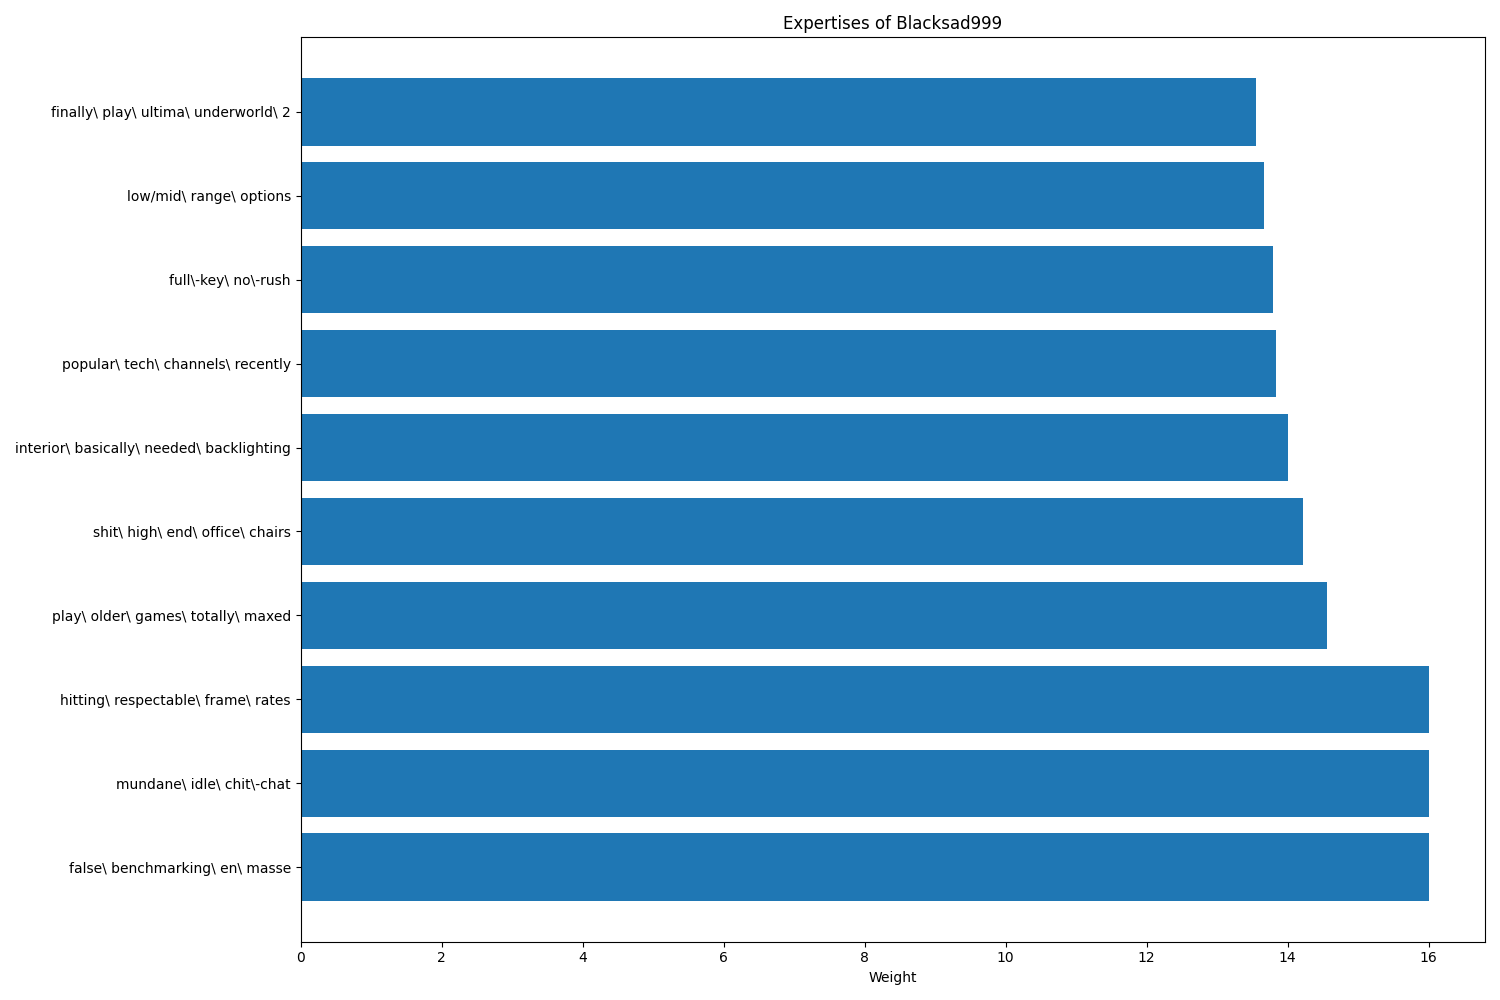 Expertises of Blacksad999
finally\ play\ ultima\ underworld\ 2
low/mid\ range\ options
full\-key\ no\-rush
popular\ tech\ channels\ recently
interior\ basically\ needed\ backlighting
shit\ high\ end\ office\ chairs
play\ older\ games\ totally\ maxed
hitting\ respectable\ frame\ rates
mundane\ idle\ chit\-chat
false\ benchmarking\ en\ masse
0 2 4 6 8 10 12 14 16
Weight